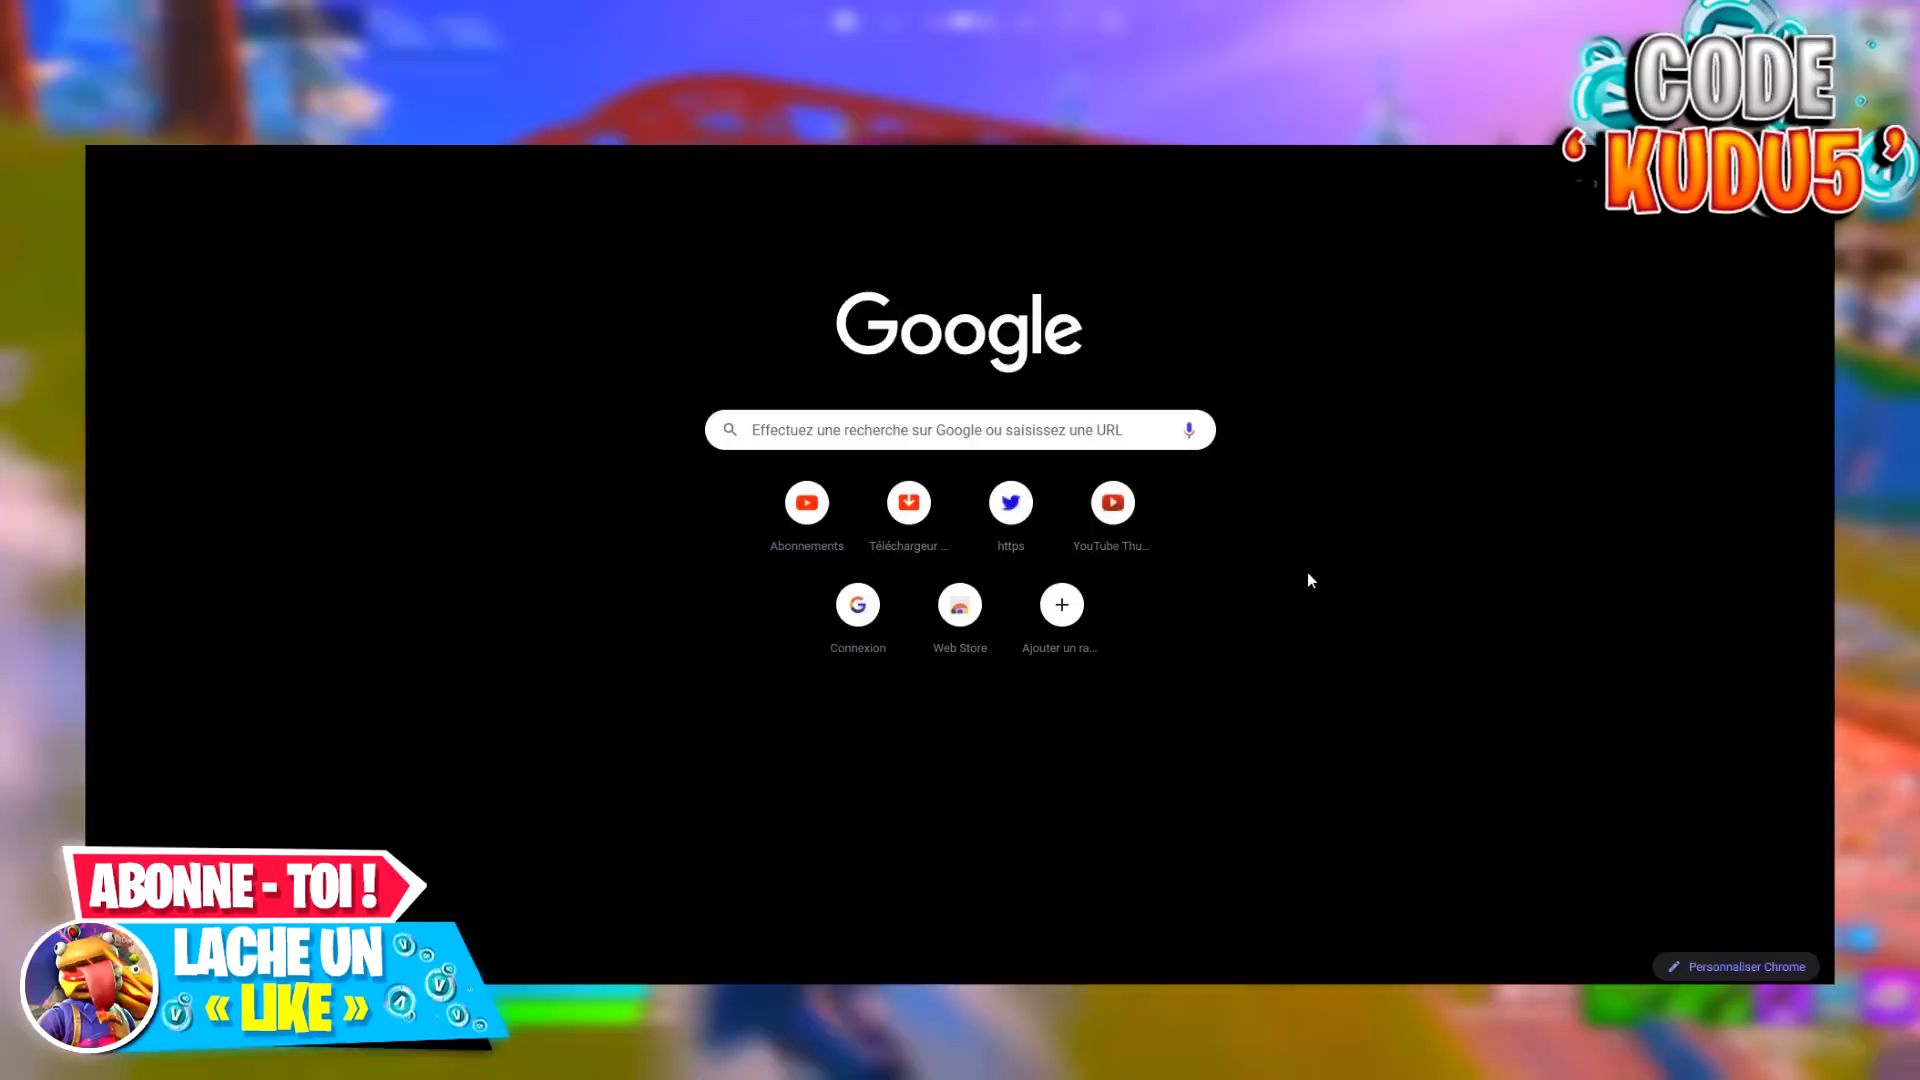 CODE
‘ KUDU5 ’
Google
Effectuez une recherche sur Google ou saisissez une URL
Abonnements
Téléchargeur ...
https
YouTube Thu...
Connexion
Web Store
Ajouter un ra...
ABONNE - TOI !
LACHE UN
« LIKE »
Personnaliser Chrome